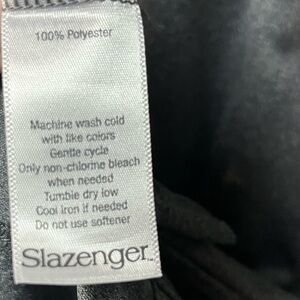 100% Polyester
Machine wash cold
with like colors
Gentle cycle
Only non-chlorine bleach
when needed
Tumble dry low
Cool iron if needed
Do not use softener
Slazenger